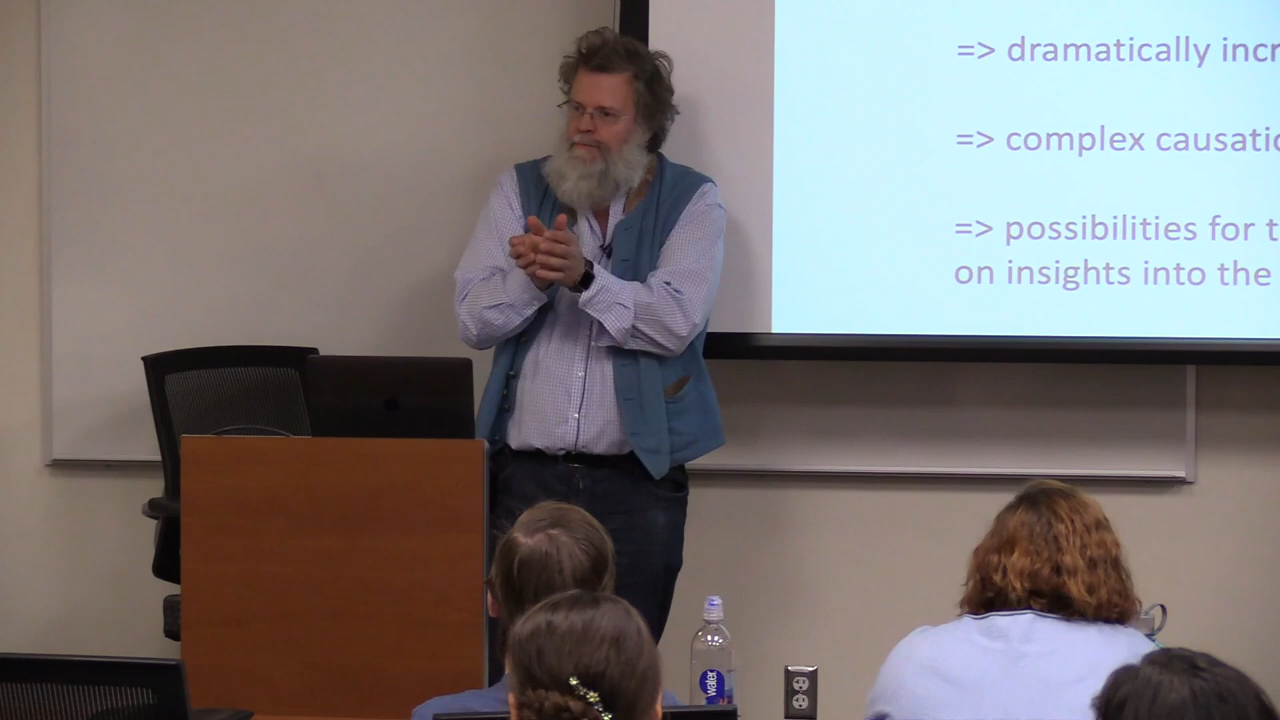 => dramatically incr
=> complex causatio
=> possibilities for t
on insights into the
water